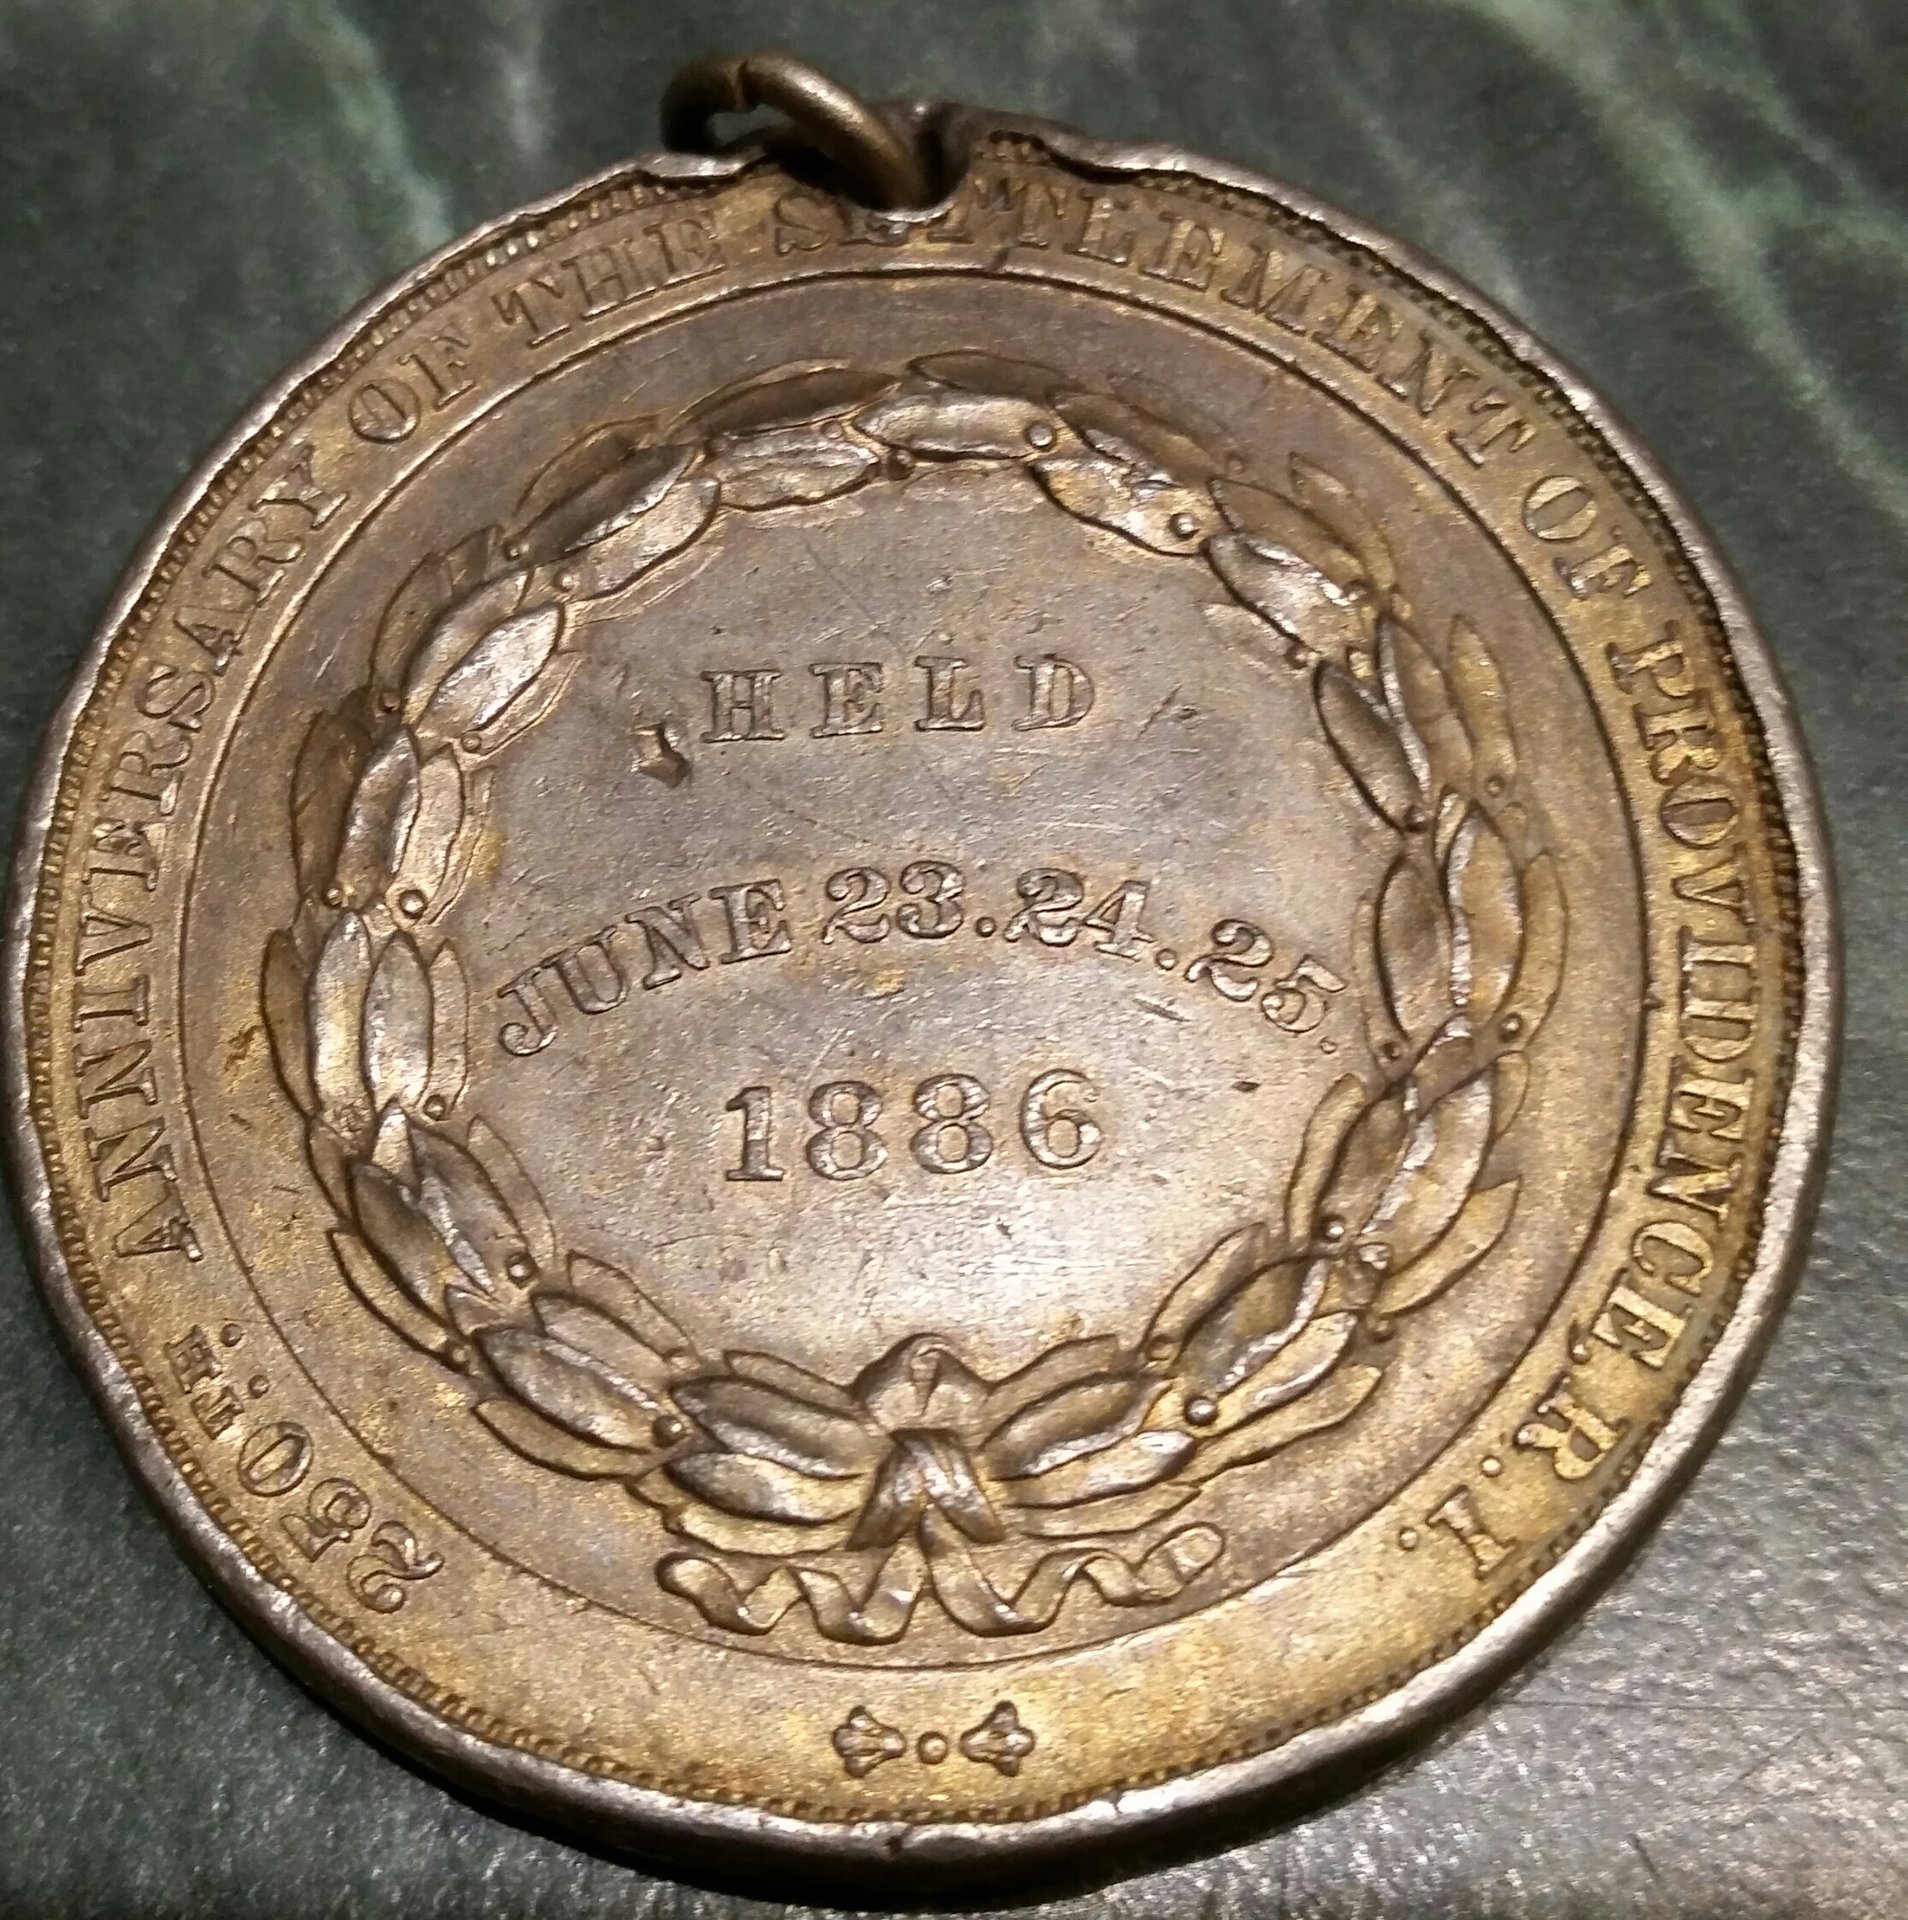 250TH. ANNIVERSARY OF THE SETTLEMENT OF PROVIDENCE, R.I.
HELD
JUNE 23.24.25.
1886